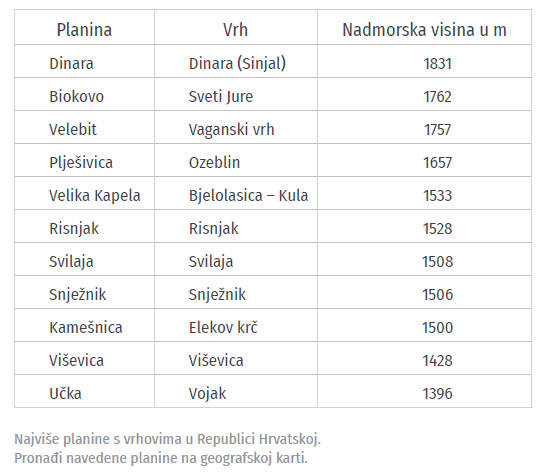 Planina Vrh Nadmorska visina u m
Dinara Dinara (Sinjal) 1831
Biokovo Sveti Jure 1762
Velebit Vaganski vrh 1757
Plješivica Ozeblin 1657
Velika Kapela Bjelolasica – Kula 1533
Risnjak Risnjak 1528
Svilaja Svilaja 1508
Snježnik Snježnik 1506
Kamešnica Elekov krč 1500
Viševica Viševica 1428
Učka Vojak 1396
Najviše planine s vrhovima u Republici Hrvatskoj.
Pronađi navedene planine na geografskoj karti.